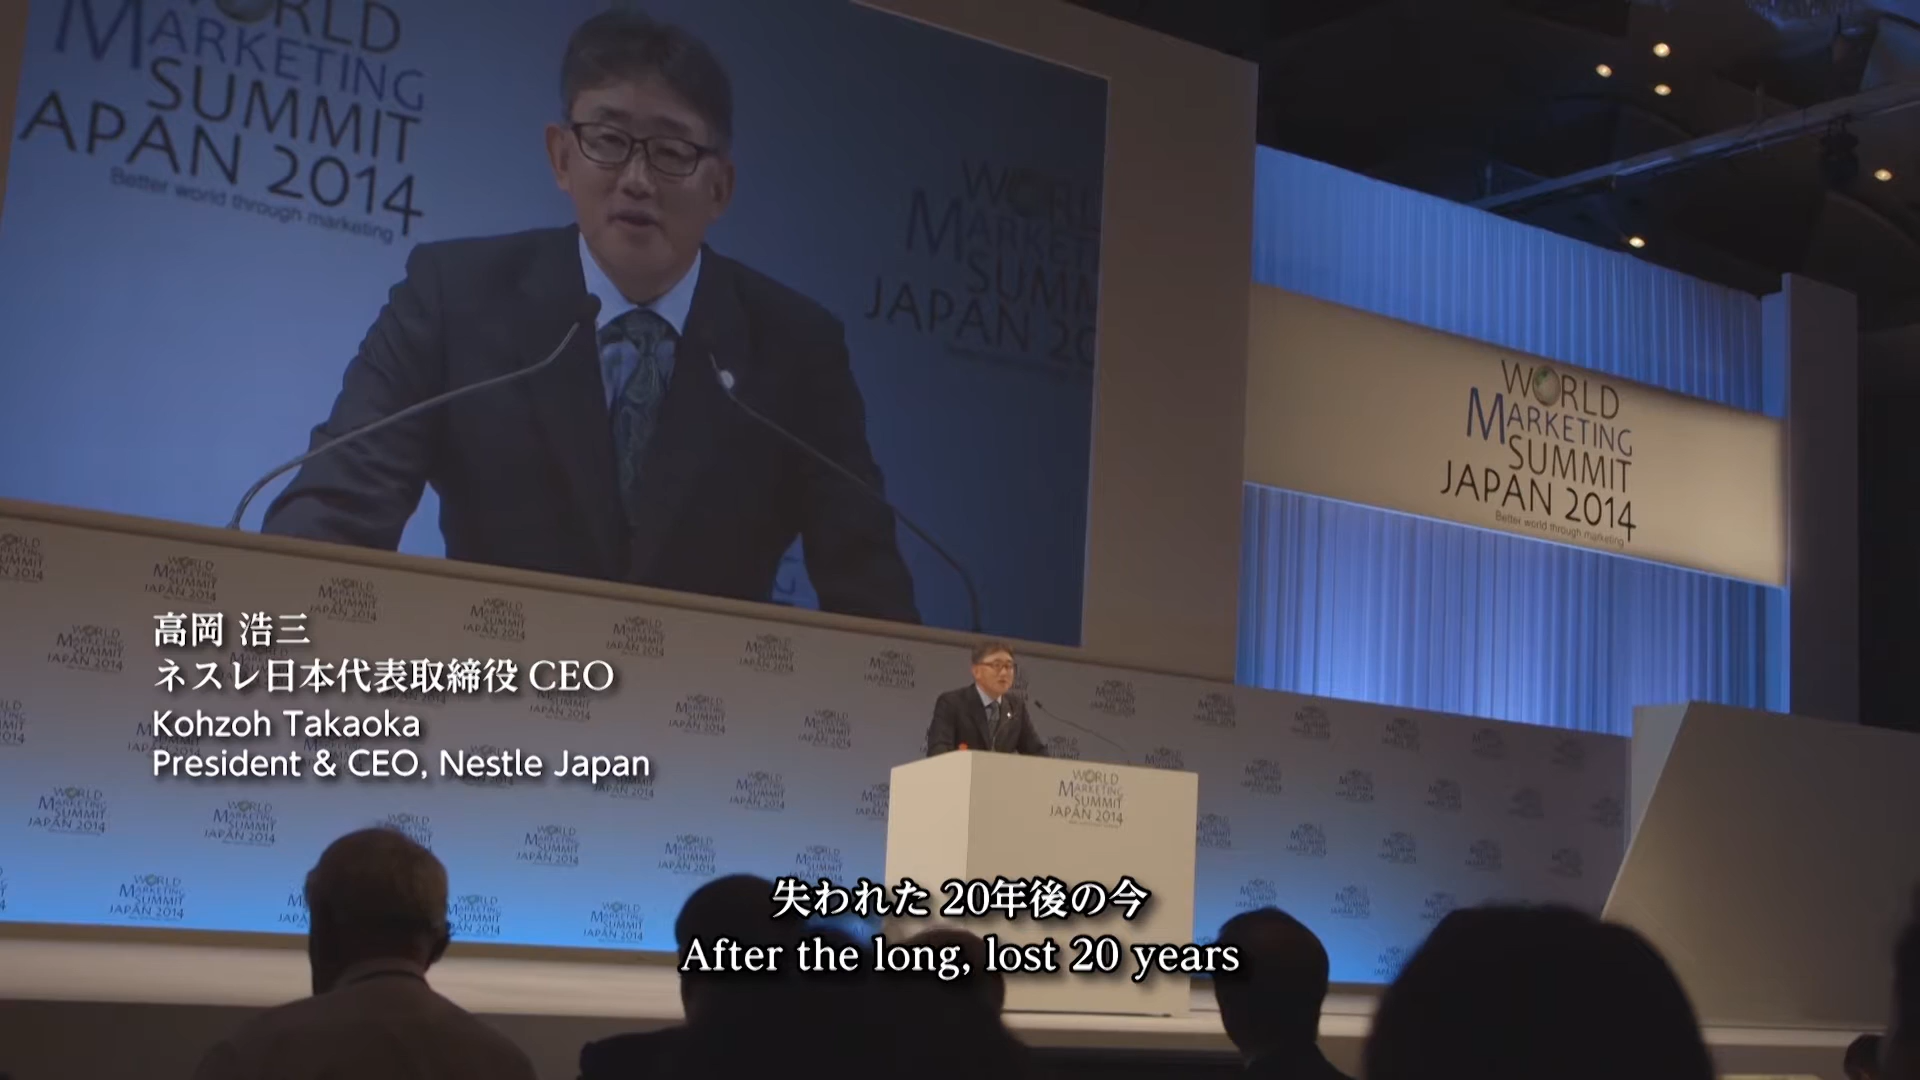 WORLD
MARKETING
SUMMIT
APAN 2014
Better world through marketing
WORLD
MARKETING
SUMMIT
JAPAN 2014
Better world through marketing
高岡 浩三
ネスレ日本代表取締役 CEO
Kohzoh Takaoka
President & CEO, Nestle Japan
WORLD
MARKETING
SUMMIT
JAPAN 2014
失われた 20年後の今
After the long, lost 20 years